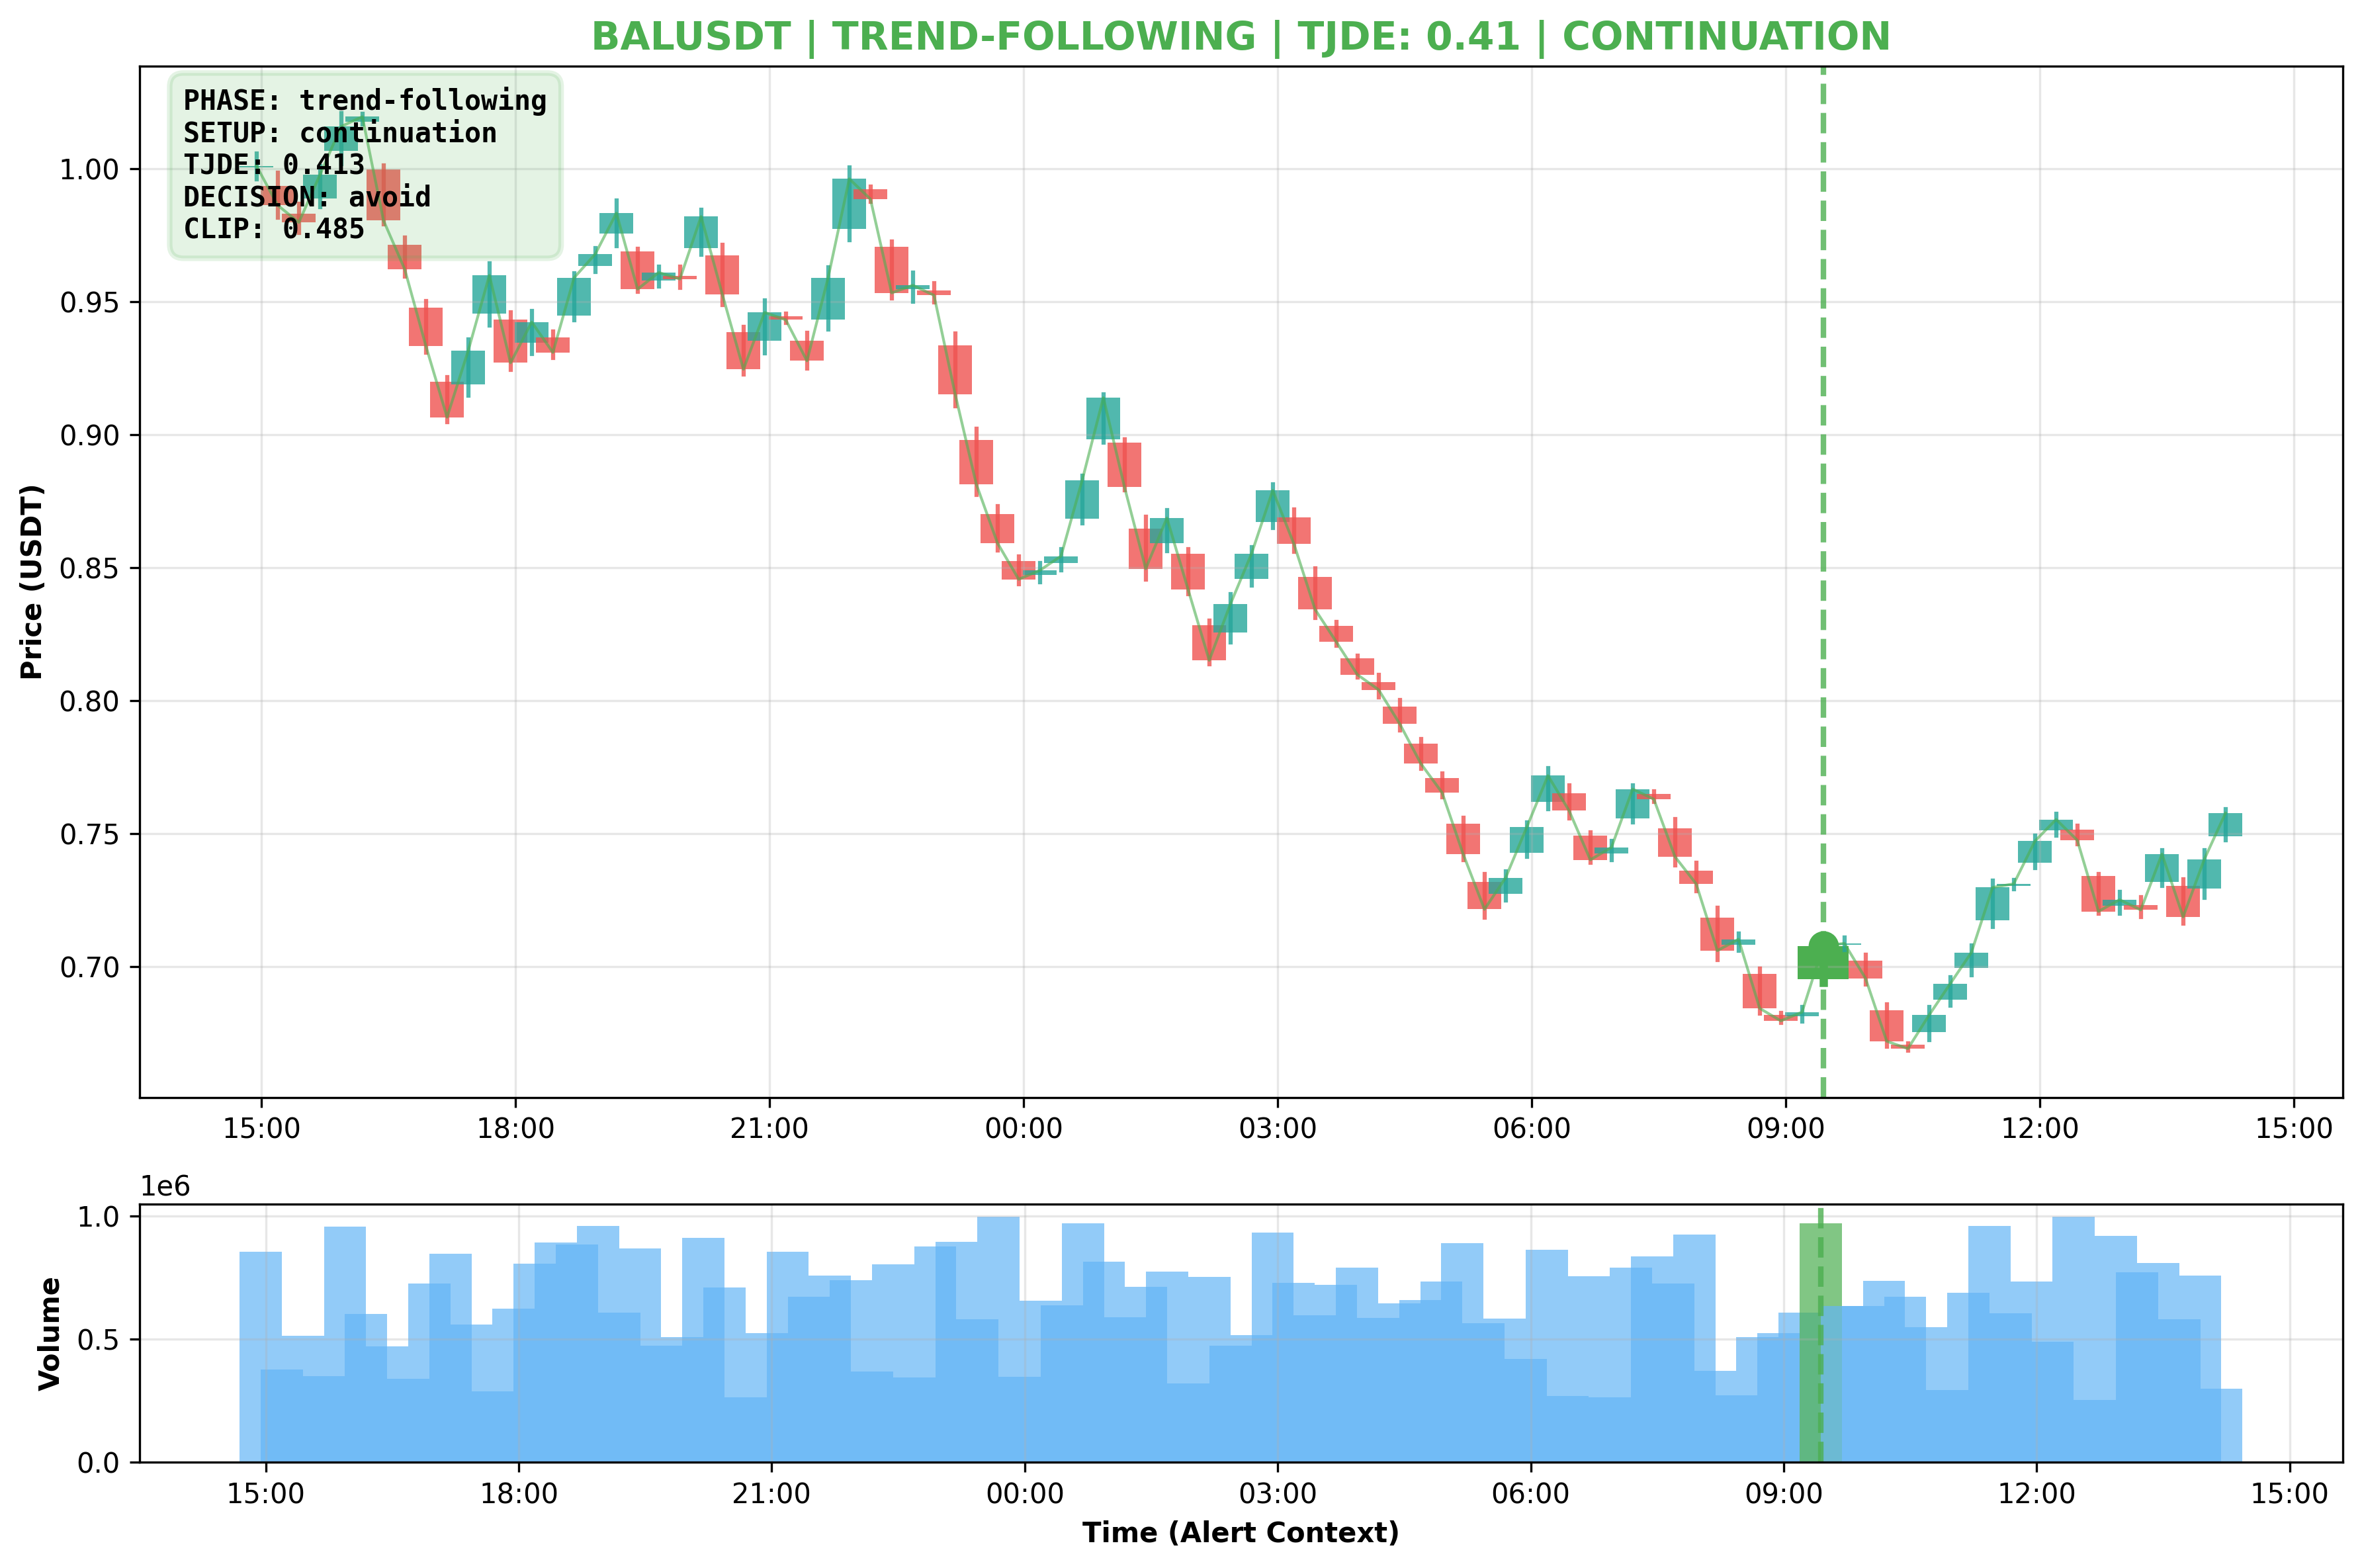 BALUSDT | TREND-FOLLOWING | TJDE: 0.41 | CONTINUATION
PHASE: trend-following
SETUP: continuation
TJDE: 0.413
DECISION: avoid
CLIP: 0.485
Price (USDT)
1.00
0.95
0.90
0.85
0.80
0.75
0.70
15:00 18:00 21:00 00:00 03:00 06:00 09:00 12:00 15:00
1e6
Volume
1.0
0.5
0.0
15:00 18:00 21:00 00:00 03:00 06:00 09:00 12:00 15:00
Time (Alert Context)